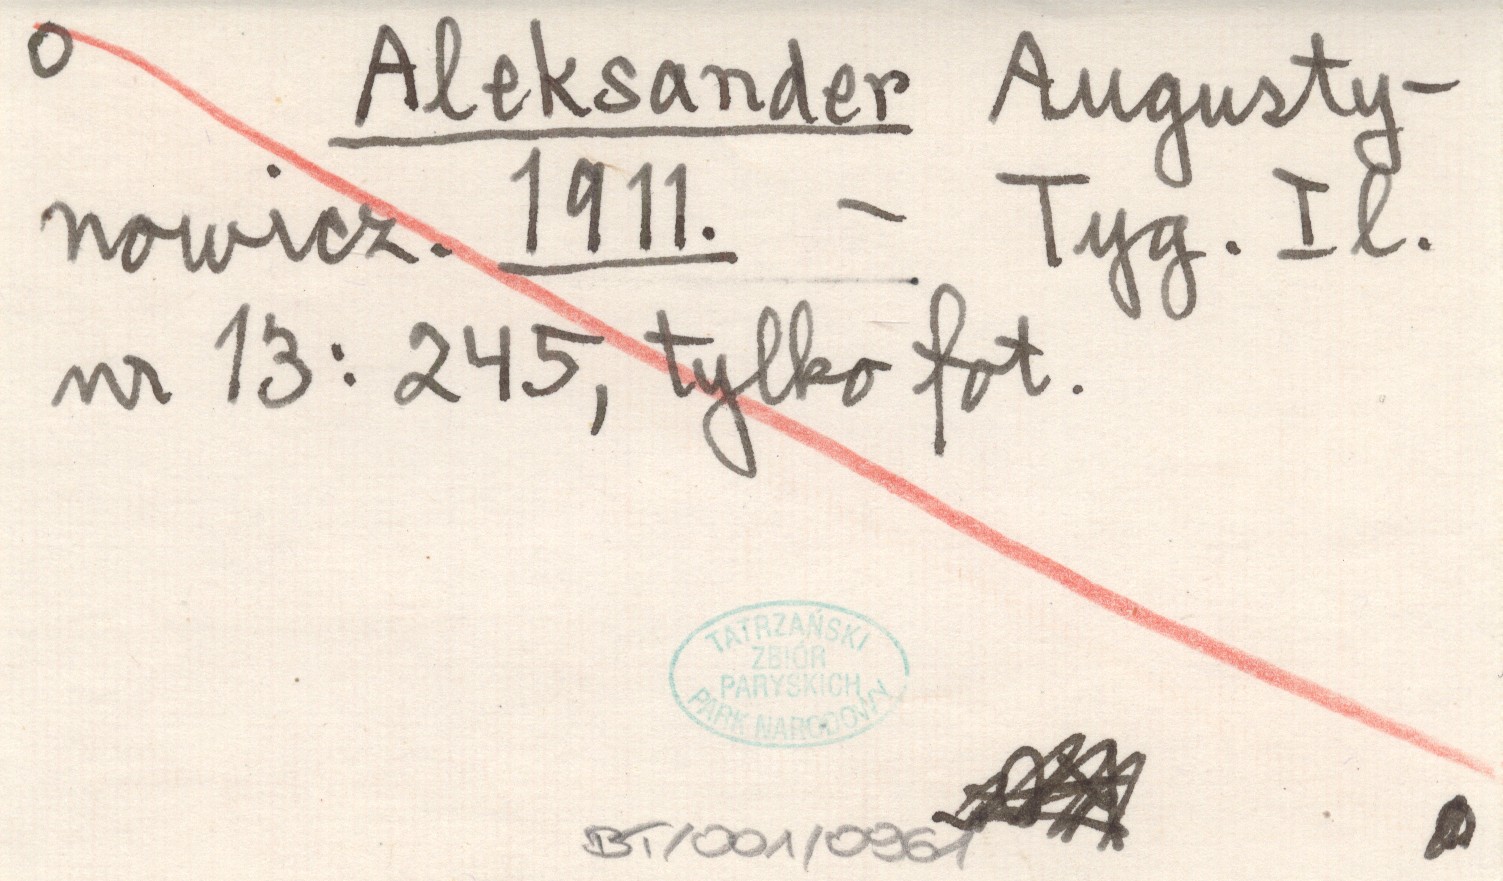 O Aleksander Augusty-
nowicz. 1911. – Tyg. Il.
nr 13: 245, tylko fot.
TATRZAŃSKI
ZBIÓR
PARYSKICH
PARK NARODOWY
BT/001/0961